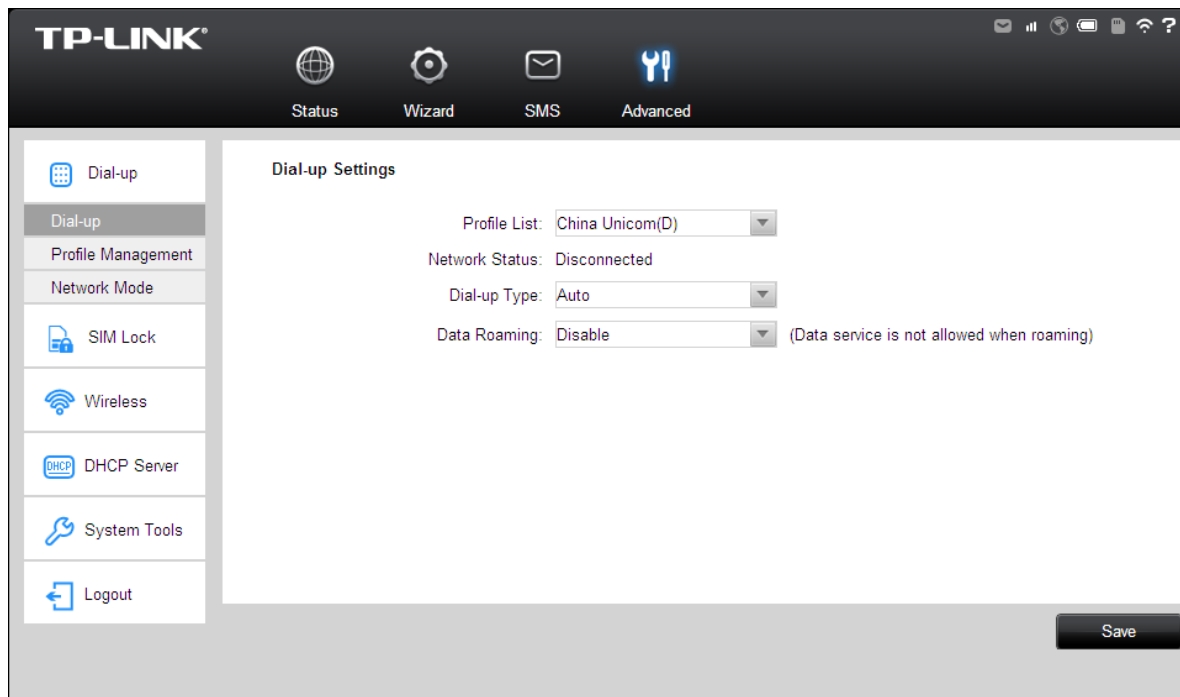 TP-LINK®
?
Status
Wizard
SMS
Advanced
Dial-up
Dial-up
Profile Management
Network Mode
SIM Lock
Wireless
DHCP
DHCP Server
System Tools
Logout
Dial-up Settings
Profile List: China Unicom(D)
Network Status: Disconnected
Dial-up Type: Auto
Data Roaming: Disable (Data service is not allowed when roaming)
Save